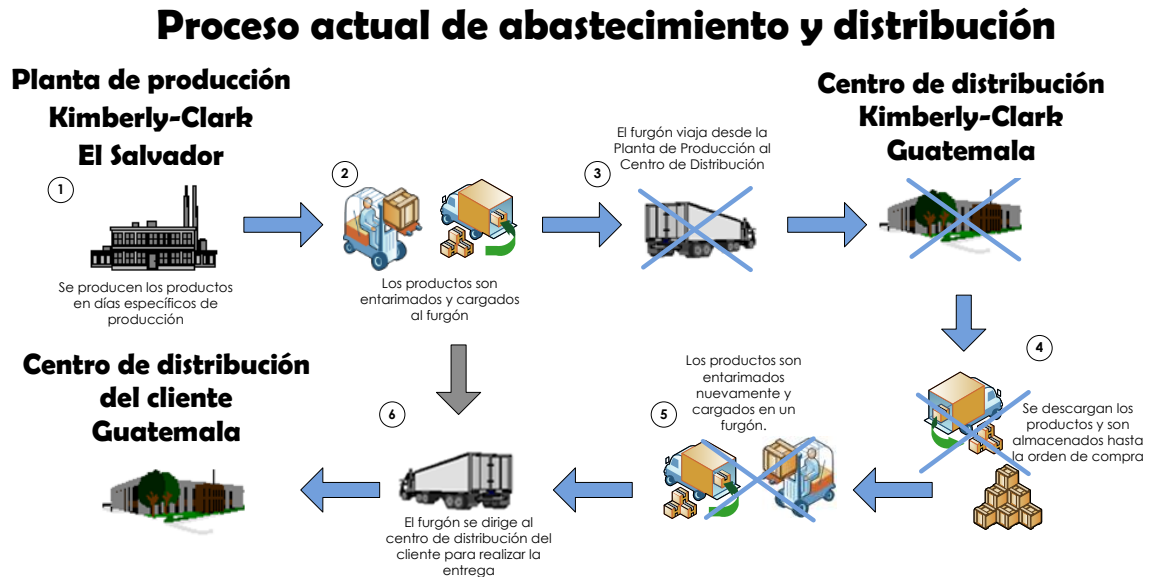 Proceso actual de abastecimiento y distribución
Planta de producción
Kimberly-Clark
El Salvador
1
Se producen los productos
en días específicos de
producción
2
Los productos son
entarimados y cargados
al furgón
3
El furgón viaja desde la
Planta de Producción al
Centro de Distribución
Centro de distribución
Kimberly-Clark
Guatemala
4
Se descargan los
productos y son
almacenados hasta
la orden de compra
5
Los productos son
entarimados
nuevamente y
cargados en un
furgón.
6
El furgón se dirige al
centro de distribución del
cliente para realizar la
entrega
Centro de distribución
del cliente
Guatemala